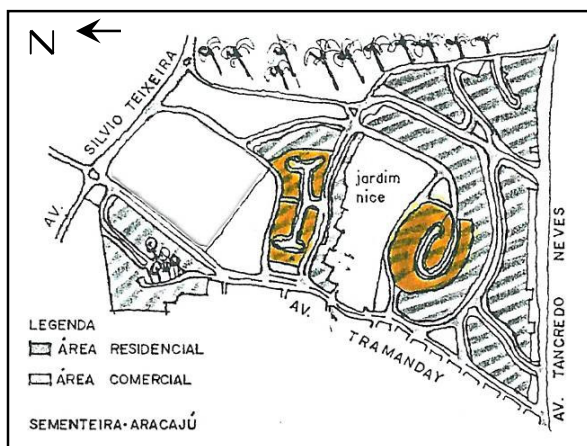 N
AV. SILVIO TEIXEIRA
jardim
nice
AV. TRAMANDAY
AV. TANCREDO NEVES
LEGENDA
ÁREA RESIDENCIAL
ÁREA COMERCIAL
SEMENTEIRA-ARACAJÚ